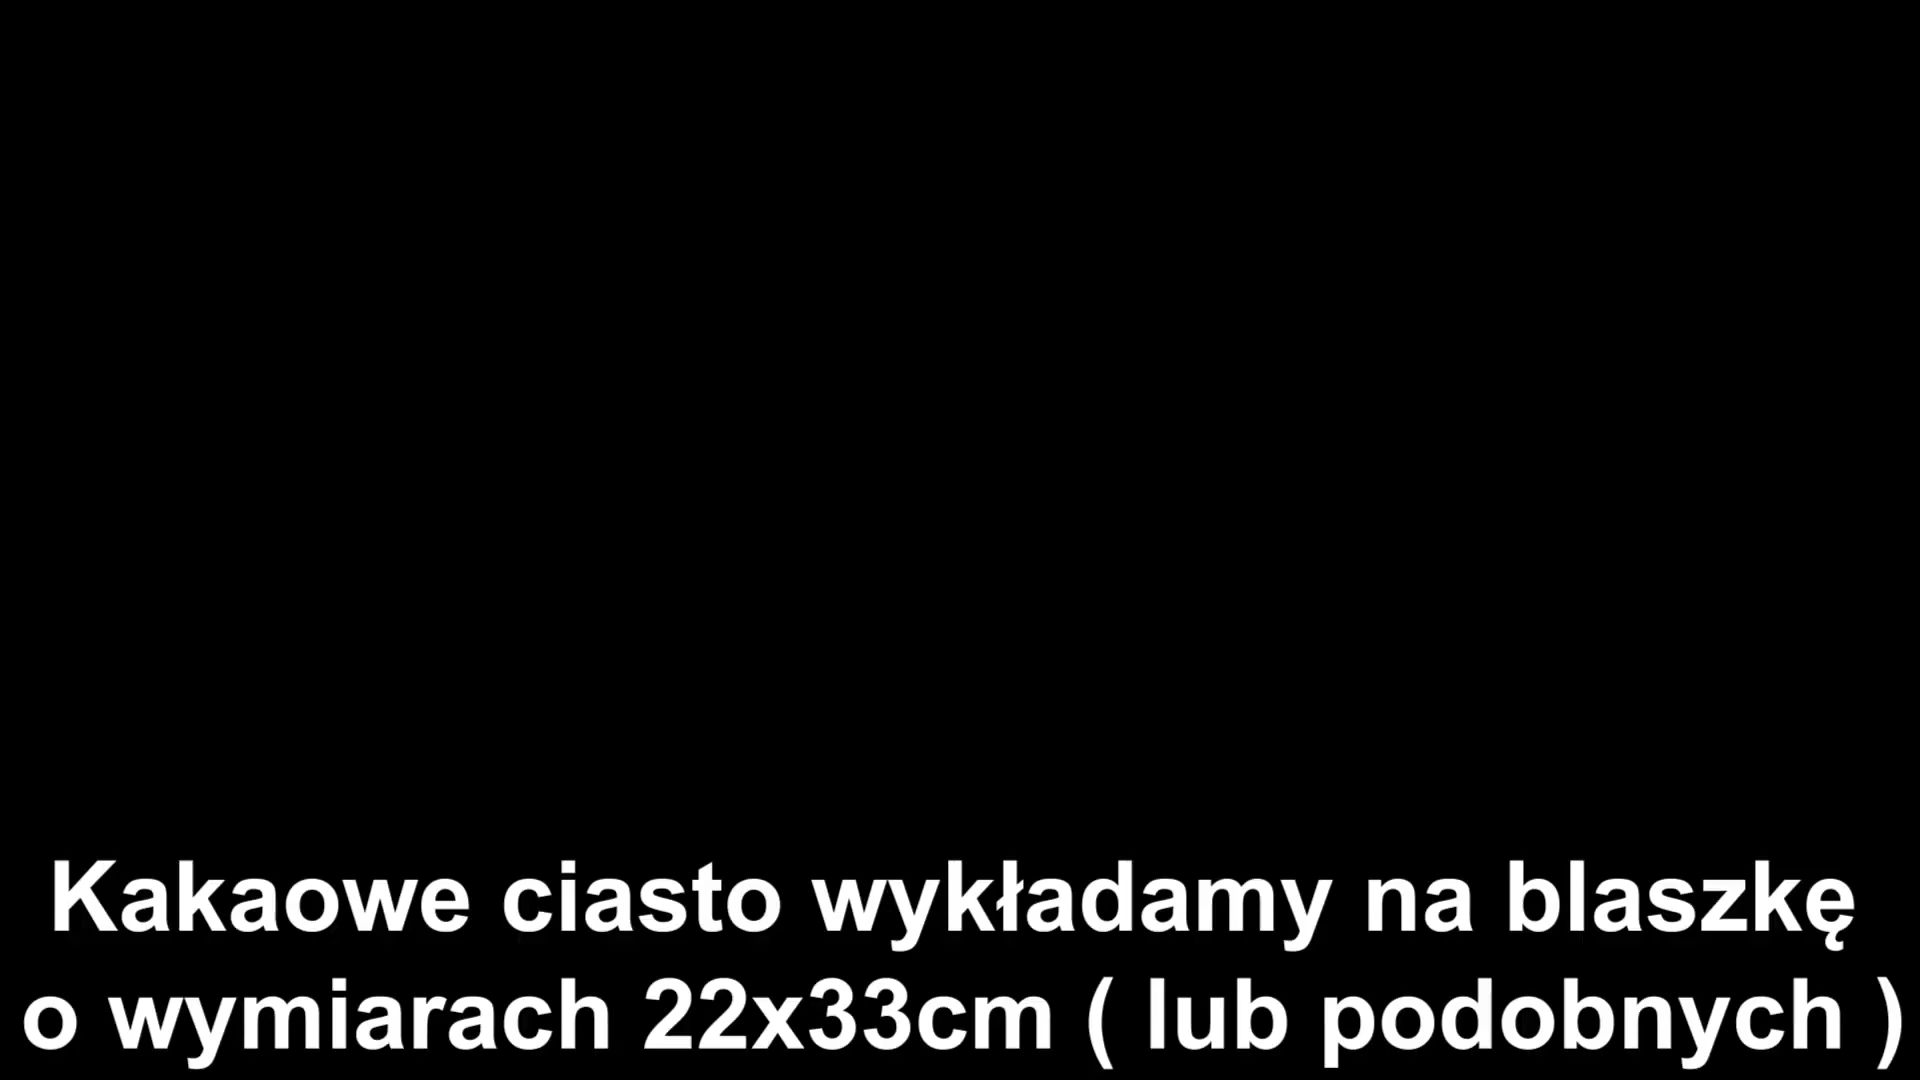 Kakaowe ciasto wykładamy na blaszkę
o wymiarach 22x33cm ( lub podobnych )